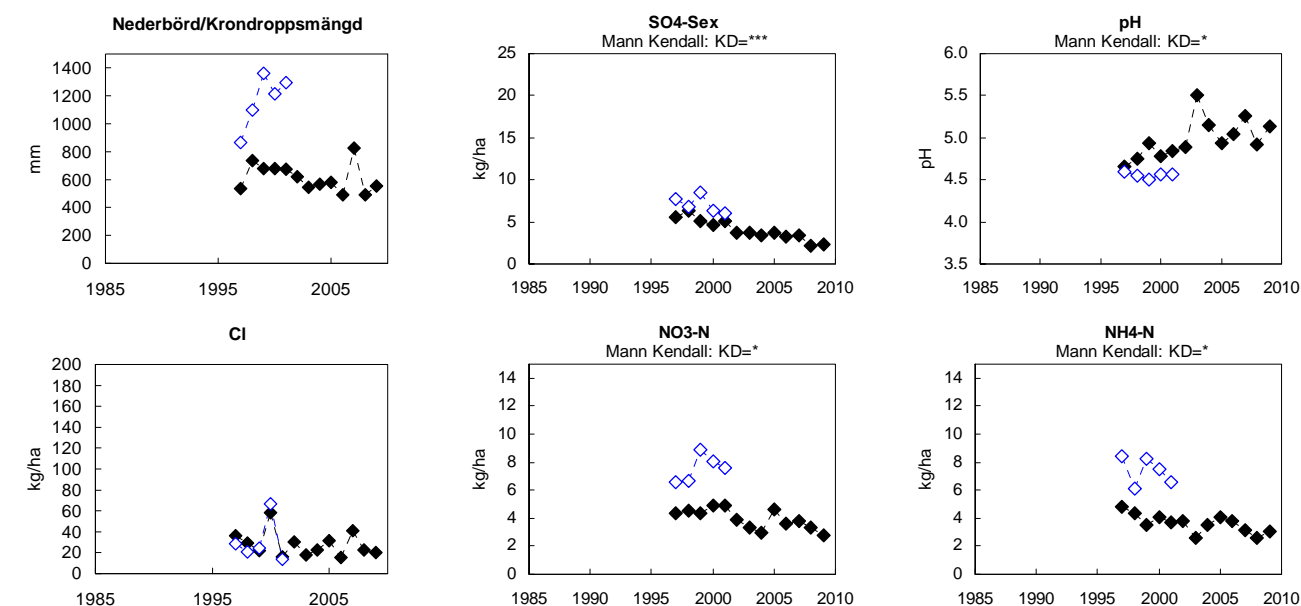 Nederbörd/Krondroppsmängd
mm
1400
1200
1000
800
600
400
200
0
1985 1995 2005
SO4-Sex
Mann Kendall: KD=***
kg/ha
25
20
15
10
5
0
1985 1990 1995 2000 2005 2010
pH
Mann Kendall: KD=*
pH
6.0
5.5
5.0
4.5
4.0
3.5
1985 1990 1995 2000 2005 2010
Cl
kg/ha
200
180
160
140
120
100
80
60
40
20
0
1985 1995 2005
NO3-N
Mann Kendall: KD=*
kg/ha
14
12
10
8
6
4
2
0
1985 1990 1995 2000 2005 2010
NH4-N
Mann Kendall: KD=*
kg/ha
14
12
10
8
6
4
2
0
1985 1990 1995 2000 2005 2010